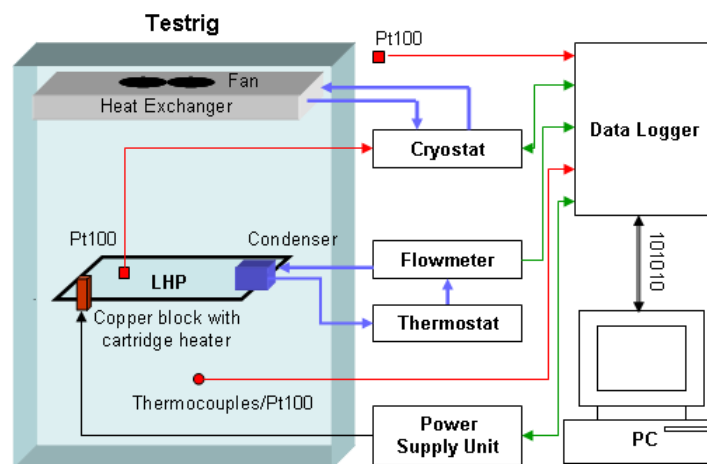 Testrig
Pt100
Fan
Heat Exchanger
Cryostat
Data Logger
Pt100
Condenser
LHP
Flowmeter
101010
Copper block with
cartridge heater
Thermostat
Thermocouples/Pt100
Power
Supply Unit
PC